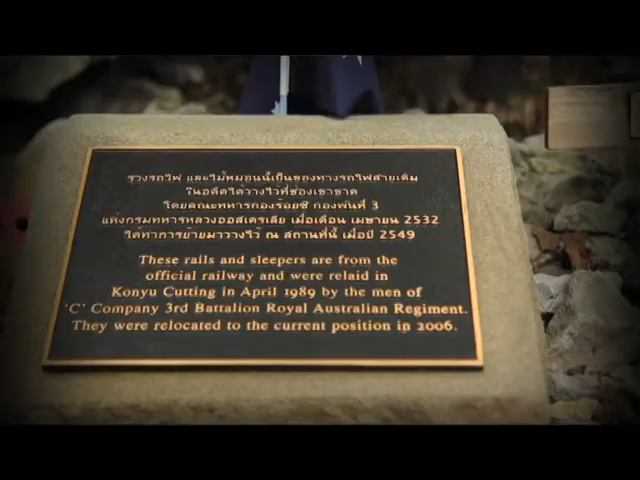 รางรถไฟ และไม้หมอนนี้เป็นของทางรถไฟสายเดิม
ในอดีตได้วางไว้ที่ช่องเขาขาด
โดยคณะทหารกองร้อยซี กองพันที่ 3
แห่งกรมทหารหลวงออสเตรเลีย เมื่อเดือน เมษายน 2532
ได้ทำการย้ายมาวางไว้ ณ สถานที่นี้ เมื่อปี 2549
These rails and sleepers are from the
official railway and were relaid in
Konyu Cutting in April 1989 by the men of
'C' Company 3rd Battalion Royal Australian Regiment.
They were relocated to the current position in 2006.